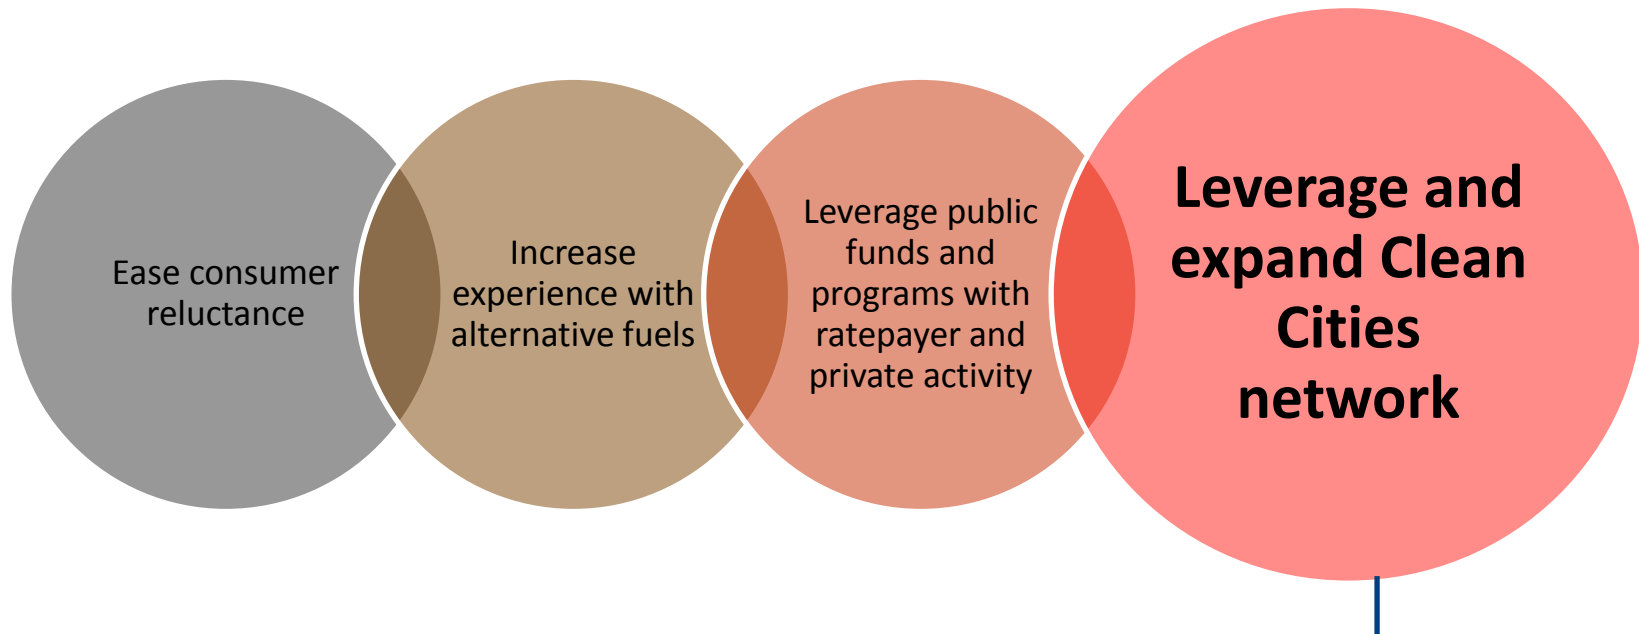 Ease consumer
reluctance
Increase
experience with
alternative fuels
Leverage public
funds and
programs with
ratepayer and
private activity
Leverage and
expand Clean
Cities
network